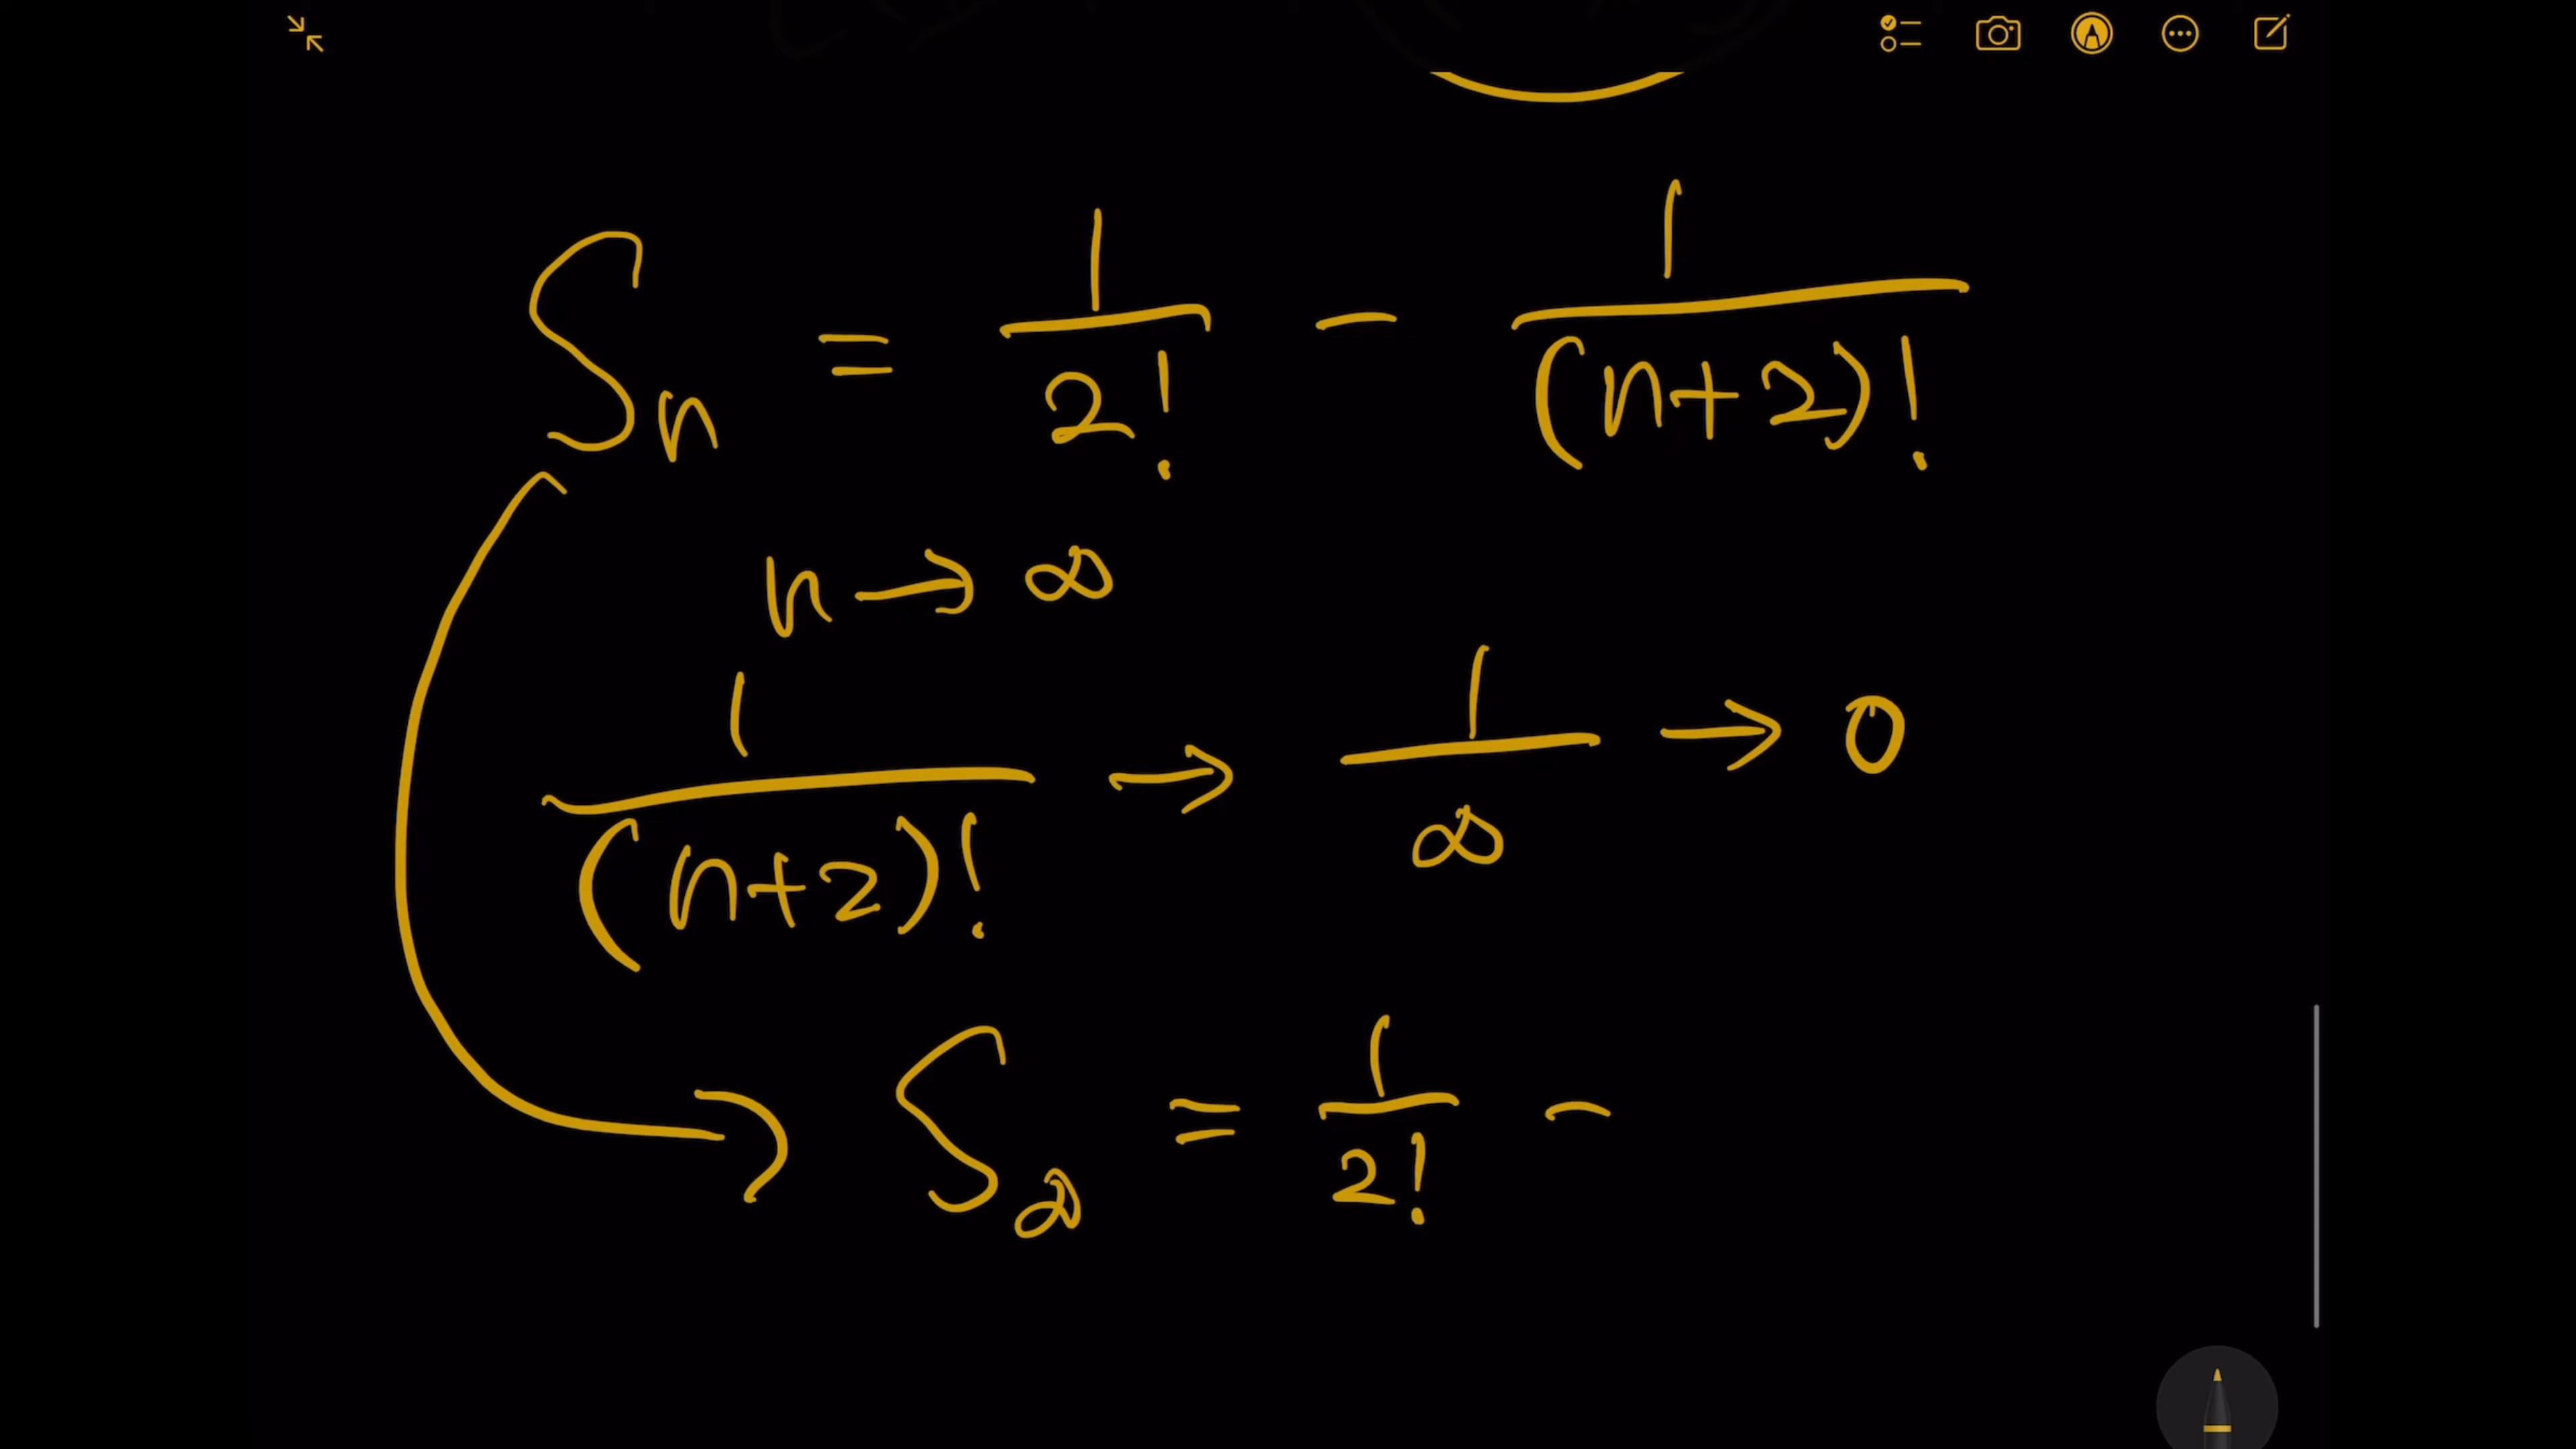 Sn = 1/2! - 1/(n+2)!
n → ∞
1/(n+2)! → 1/∞ → 0
S∞ = 1/2! -